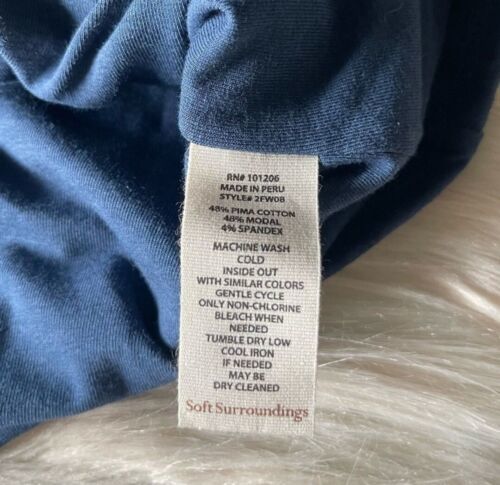 RN# 101206
MADE IN PERU
STYLE# 2FW0B
48% PIMA COTTON
48% MODAL
4% SPANDEX
MACHINE WASH
COLD
INSIDE OUT
WITH SIMILAR COLORS
GENTLE CYCLE
ONLY NON-CHLORINE
BLEACH WHEN
NEEDED
TUMBLE DRY LOW
COOL IRON
IF NEEDED
MAY BE
DRY CLEANED
Soft Surroundings